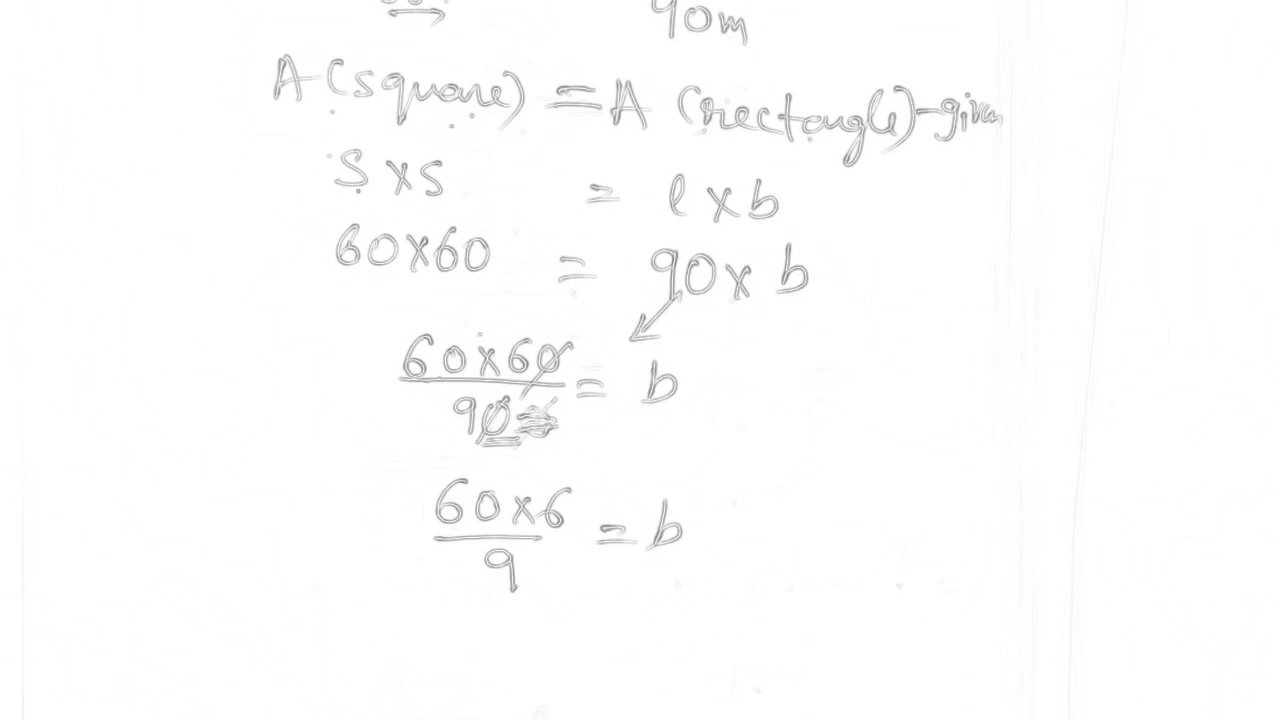 90m
A (square) = A (rectangle) - given
S x S = l x b
60x60 = 90 x b
60x60 / 90 = b
60x6 / 9 = b